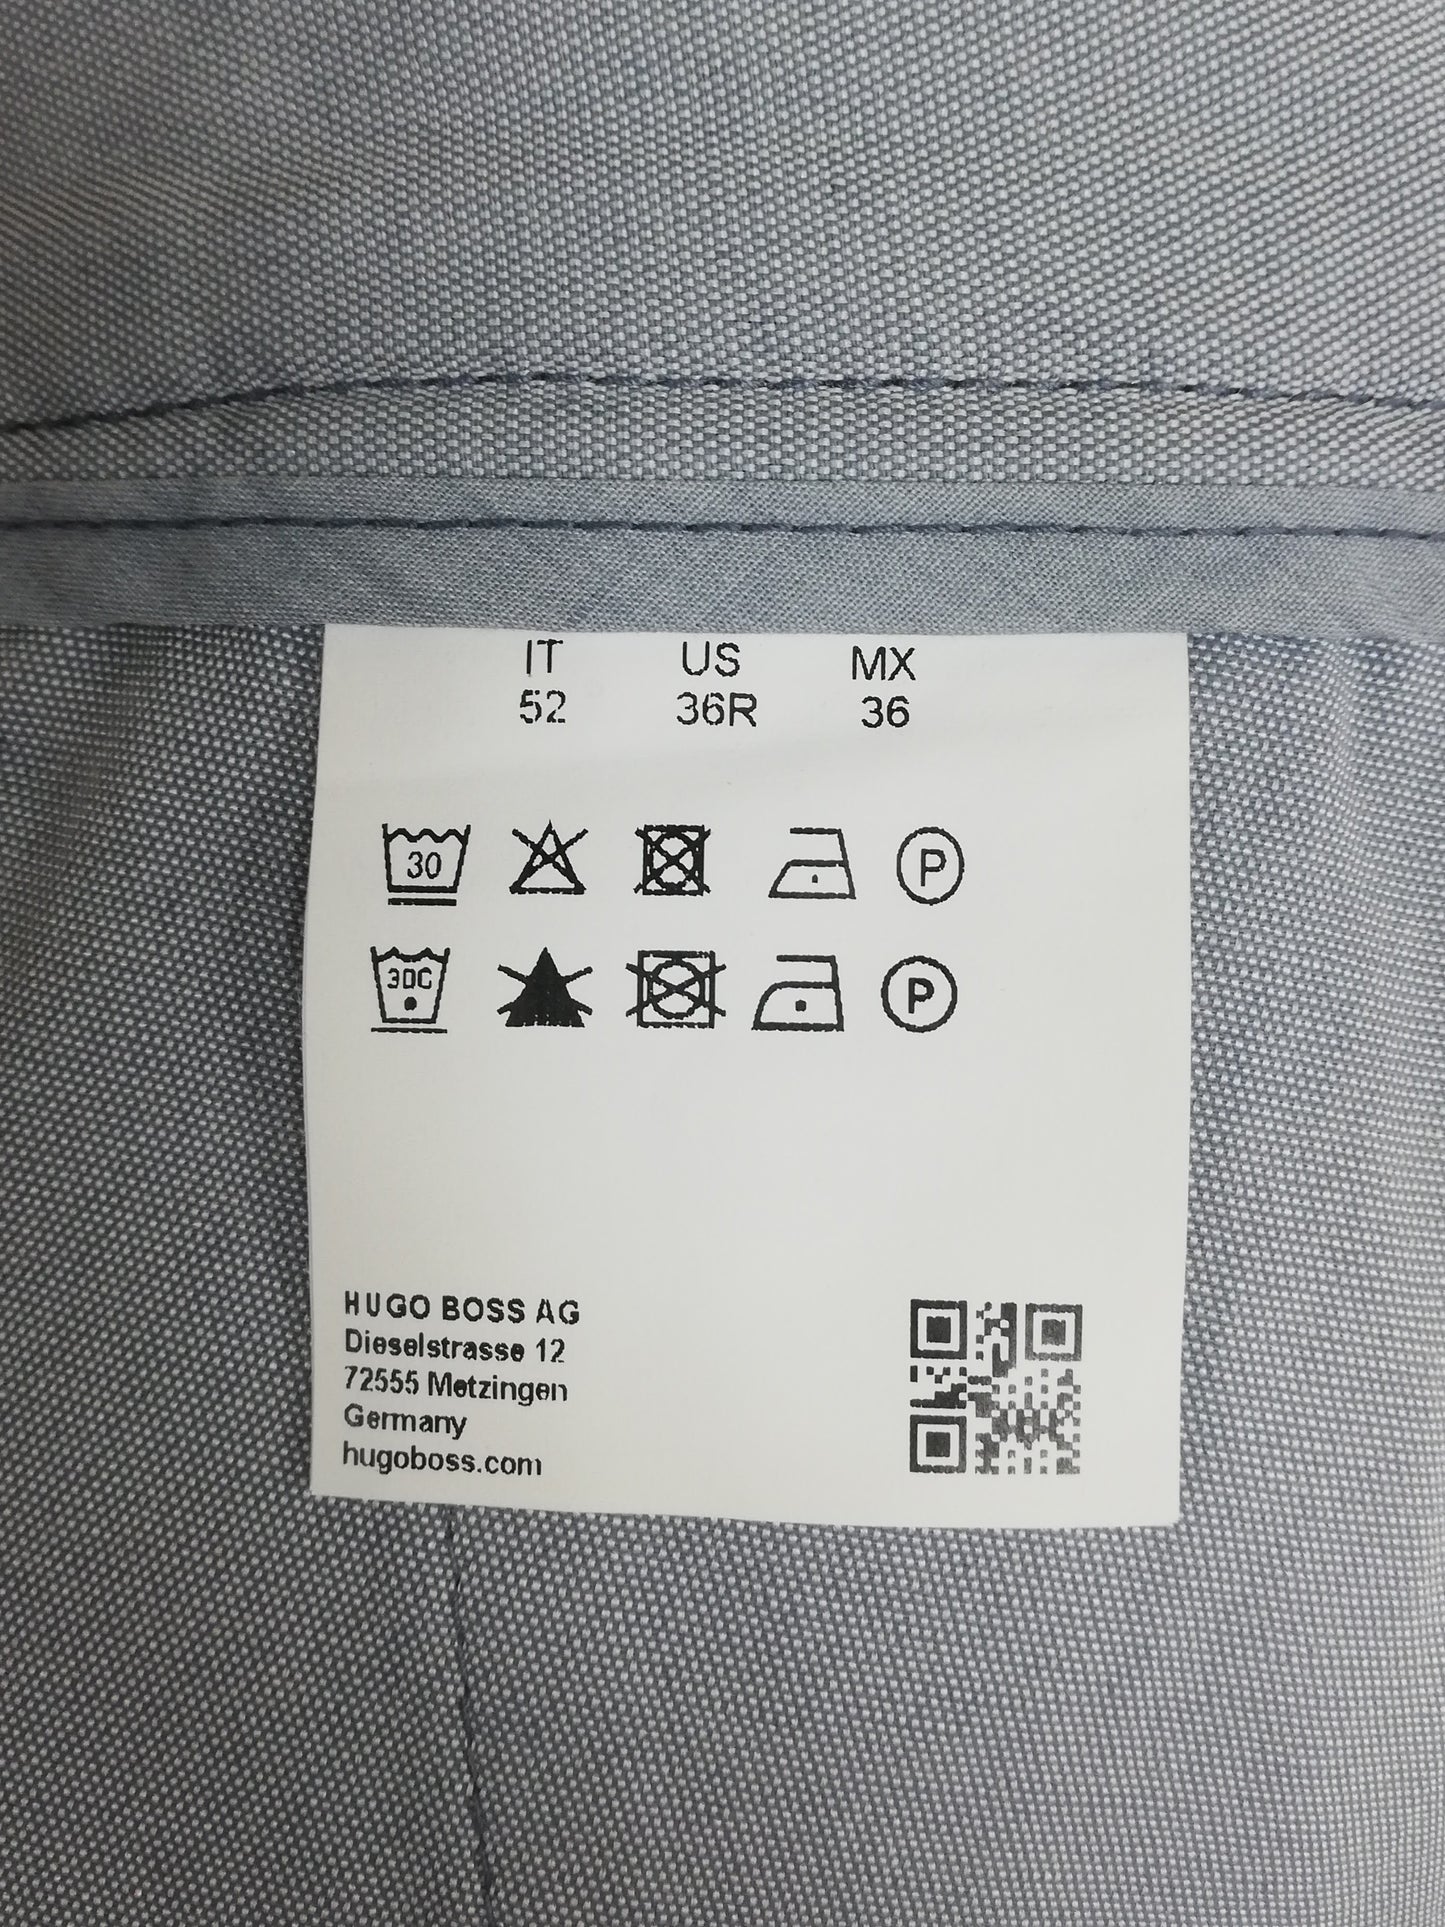 IT US MX
52 36R 36
30 P
30C P
HUGO BOSS AG
Dieselstrasse 12
72555 Metzingen
Germany
hugoboss.com